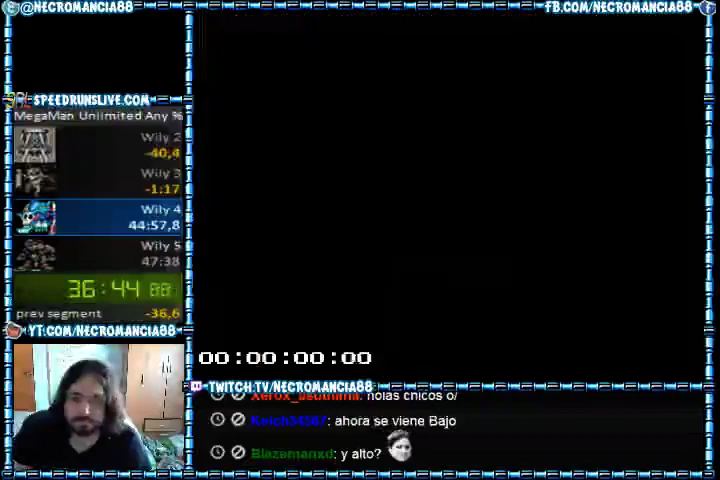 @NECROMANCIA88
FB.COM/NECROMANCIA88
SRL SPEEDRUNSLIVE.COM
MegaMan Unlimited Any %
Wily 2
-40,4
Wily 3
-1:17
Wily 4
44:57,8
Wily 5
47:38
36:44
prev segment -36,6
YT.COM/NECROMANCIA88
00:00:00:00
TWITCH.TV/NECROMANCIA88
holas chicos o/
ahora se viene Bajo
Blazemanxd: y alto?